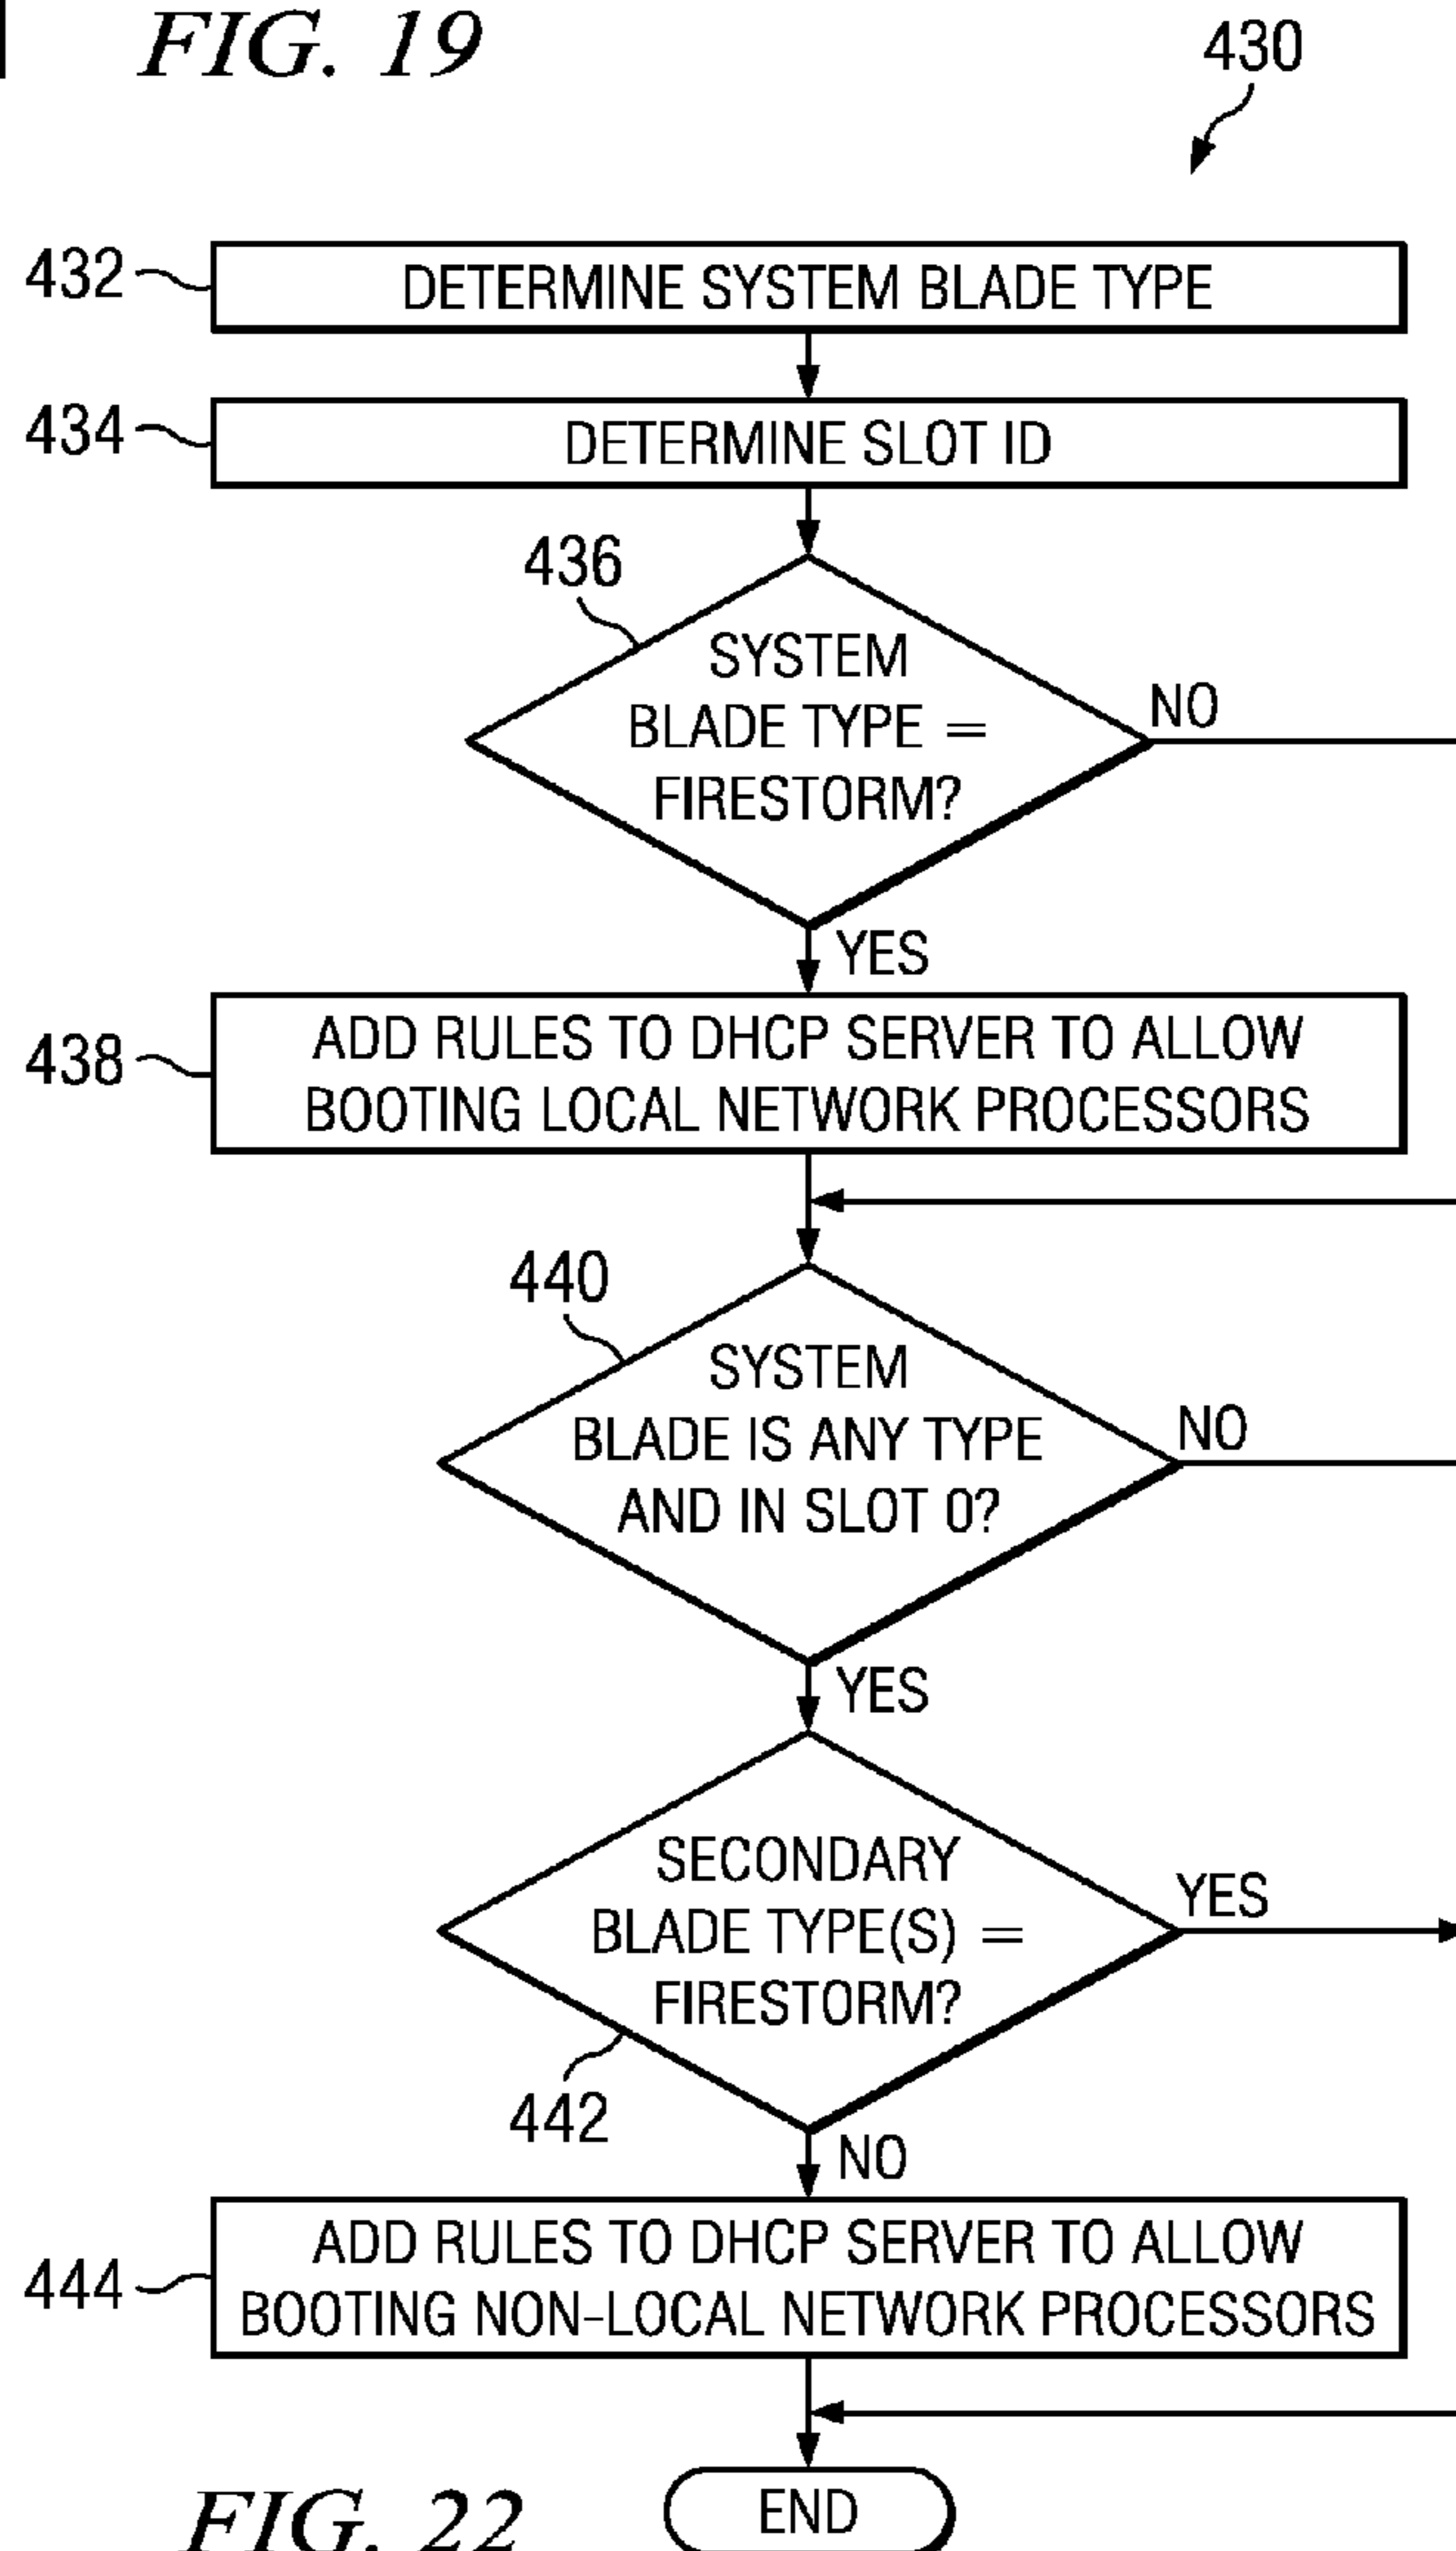 FIG. 19
430
432
DETERMINE SYSTEM BLADE TYPE
434
DETERMINE SLOT ID
436
SYSTEM
BLADE TYPE =
FIRESTORM?
NO
YES
438
ADD RULES TO DHCP SERVER TO ALLOW
BOOTING LOCAL NETWORK PROCESSORS
440
SYSTEM
BLADE IS ANY TYPE
AND IN SLOT 0?
NO
YES
SECONDARY
BLADE TYPE(S) =
FIRESTORM?
YES
442
NO
444
ADD RULES TO DHCP SERVER TO ALLOW
BOOTING NON-LOCAL NETWORK PROCESSORS
END
FIG. 22